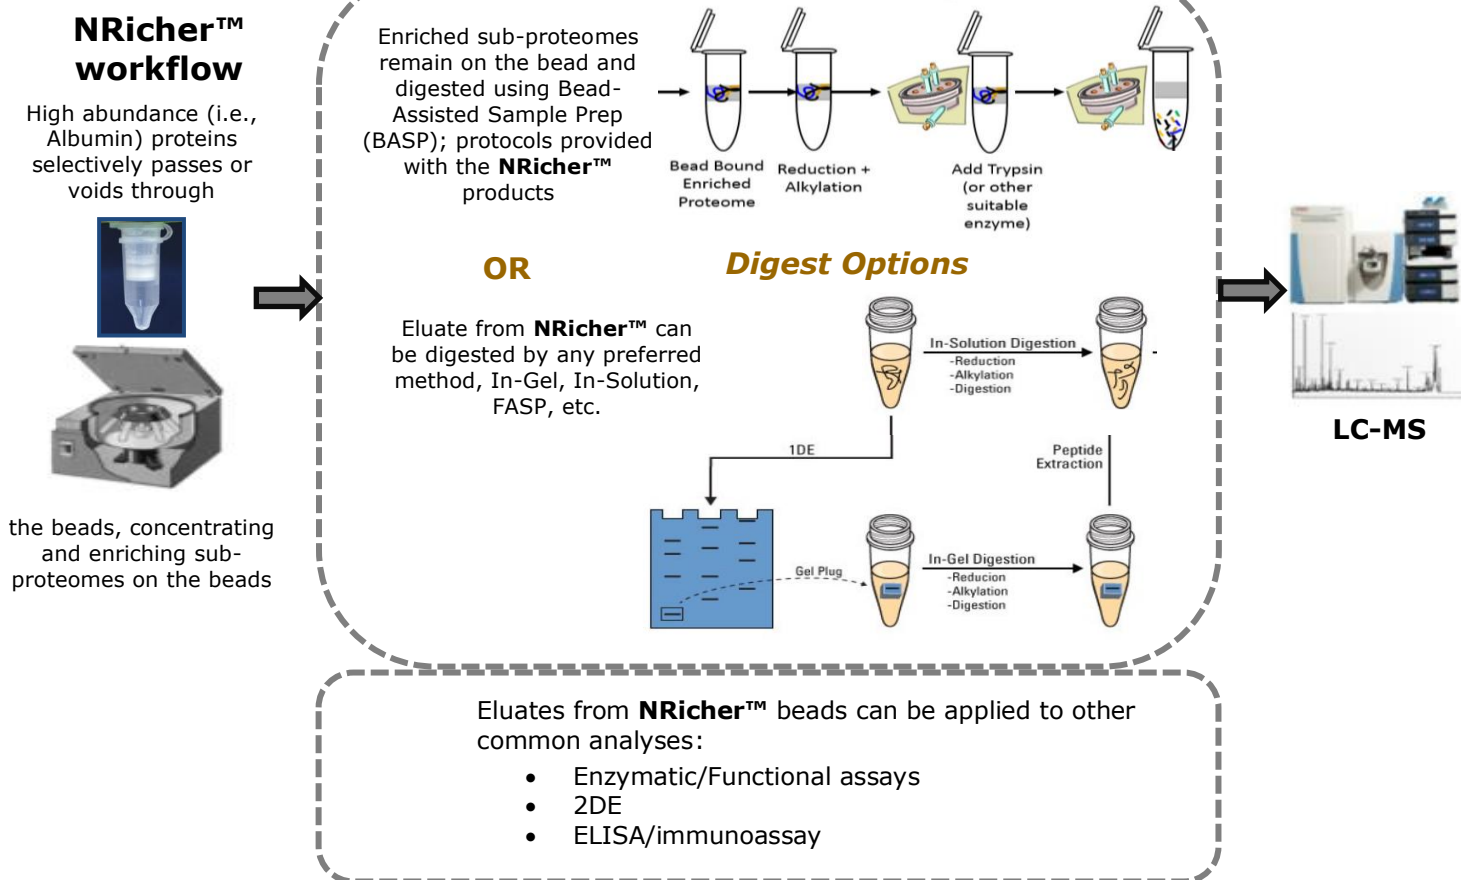 NRicher™
workflow
High abundance (i.e.,
Albumin) proteins
selectively passes or
voids through
the beads, concentrating
and enriching sub-
proteomes on the beads
Enriched sub-proteomes
remain on the bead and
digested using Bead-
Assisted Sample Prep
(BASP); protocols provided
with the NRicher™
products
Bead Bound
Enriched
Proteome
Reduction +
Alkylation
Add Trypsin
(or other
suitable
enzyme)
OR
Digest Options
Eluate from NRicher™ can
be digested by any preferred
method, In-Gel, In-Solution,
FASP, etc.
In-Solution Digestion
-Reduction
-Alkylation
-Digestion
1DE
Peptide
Extraction
Gel Plug
In-Gel Digestion
-Reducion
-Alkylation
-Digestion
LC-MS
Eluates from NRicher™ beads can be applied to other
common analyses:
• Enzymatic/Functional assays
• 2DE
• ELISA/immunoassay